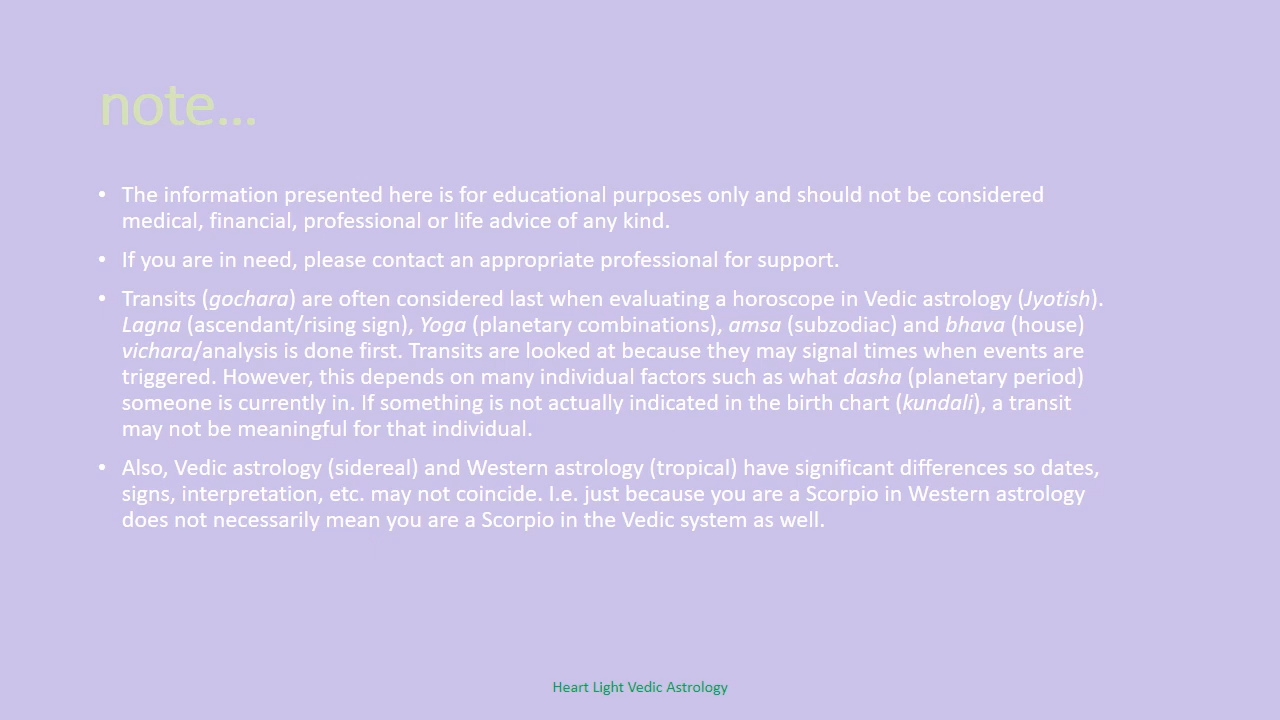 note...
• The information presented here is for educational purposes only and should not be considered
medical, financial, professional or life advice of any kind.
• If you are in need, please contact an appropriate professional for support.
• Transits (gochara) are often considered last when evaluating a horoscope in Vedic astrology (Jyotish).
Lagna (ascendant/rising sign), Yoga (planetary combinations), amsa (subzodiac) and bhava (house)
vichara/analysis is done first. Transits are looked at because they may signal times when events are
triggered. However, this depends on many individual factors such as what dasha (planetary period)
someone is currently in. If something is not actually indicated in the birth chart (kundali), a transit
may not be meaningful for that individual.
• Also, Vedic astrology (sidereal) and Western astrology (tropical) have significant differences so dates,
signs, interpretation, etc. may not coincide. I.e. just because you are a Scorpio in Western astrology
does not necessarily mean you are a Scorpio in the Vedic system as well.
Heart Light Vedic Astrology